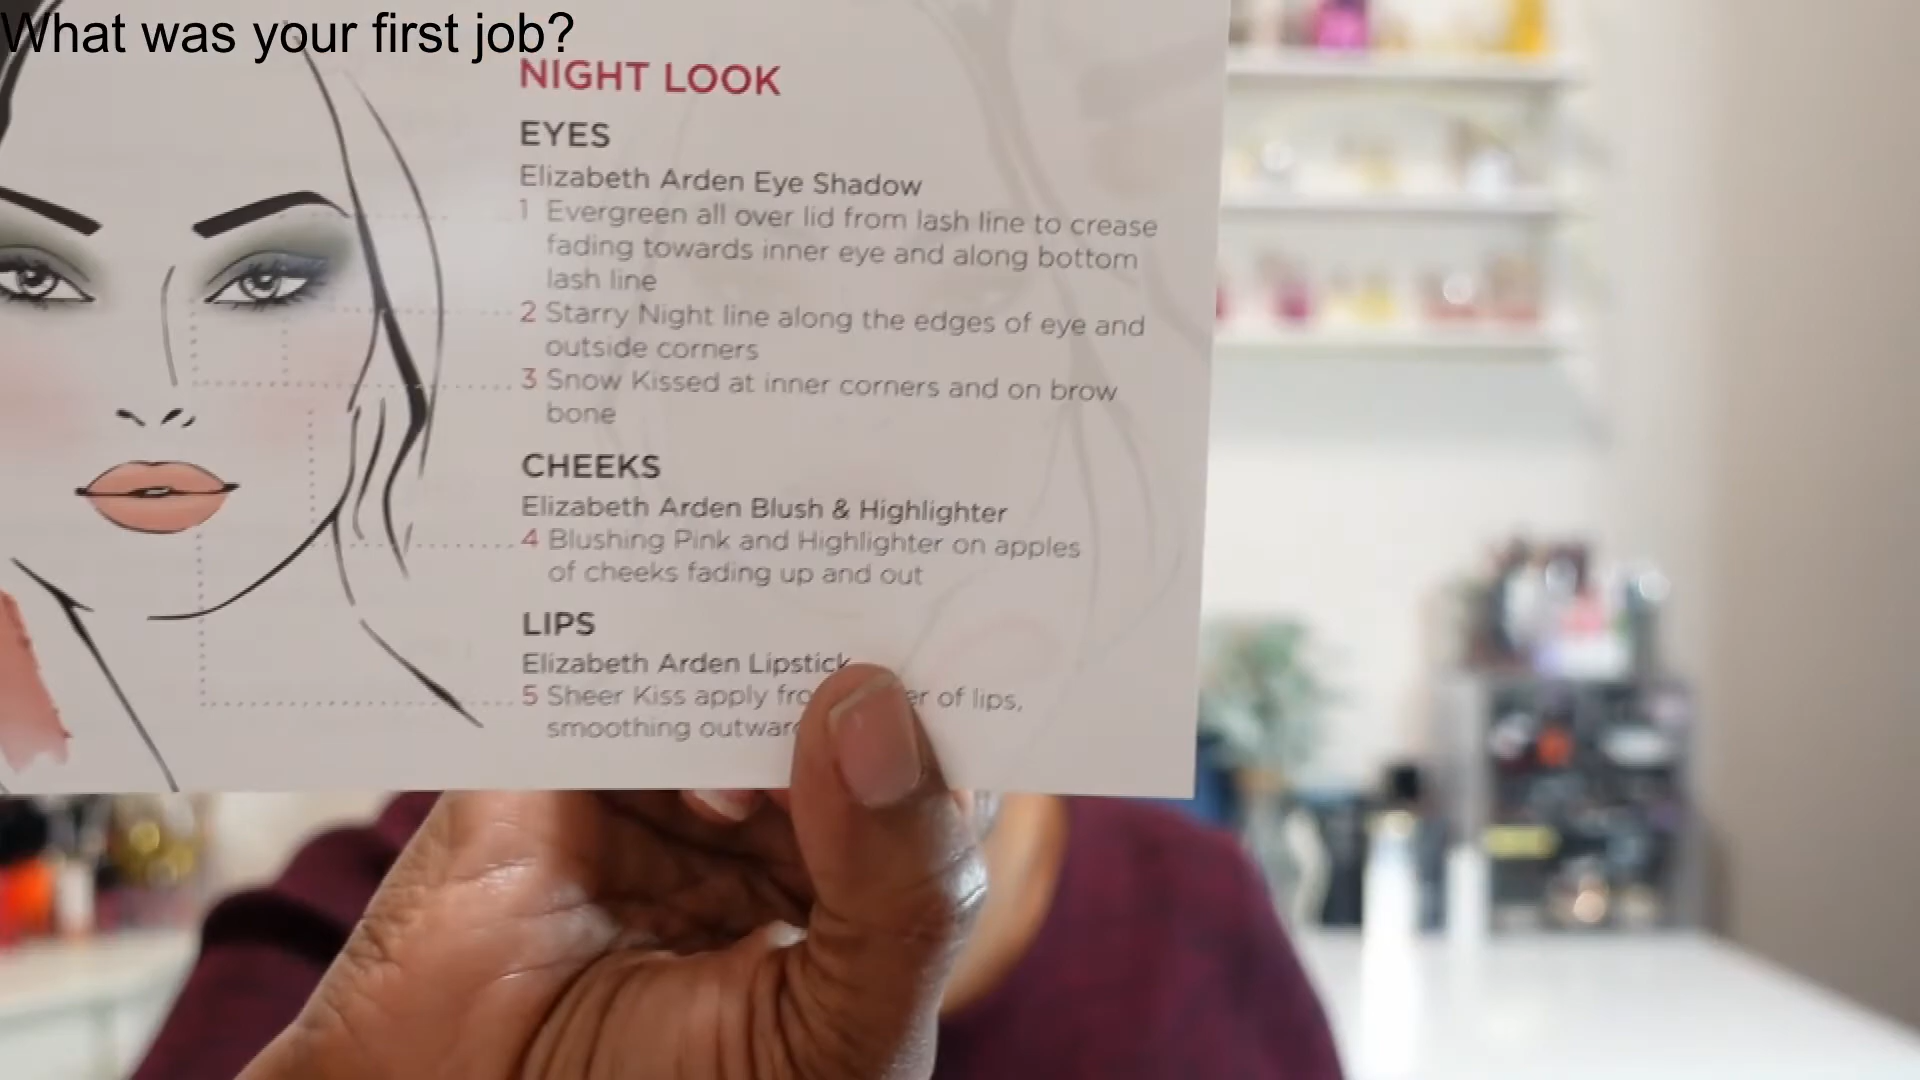 What was your first job?
NIGHT LOOK
EYES
Elizabeth Arden Eye Shadow
1 Evergreen all over lid from lash line to crease
fading towards inner eye and along bottom
lash line
2 Starry Night line along the edges of eye and
outside corners
3 Snow Kissed at inner corners and on brow
bone
CHEEKS
Elizabeth Arden Blush & Highlighter
4 Blushing Pink and Highlighter on apples
of cheeks fading up and out
LIPS
Elizabeth Arden Lipstick
5 Sheer Kiss apply of lips,
smoothing